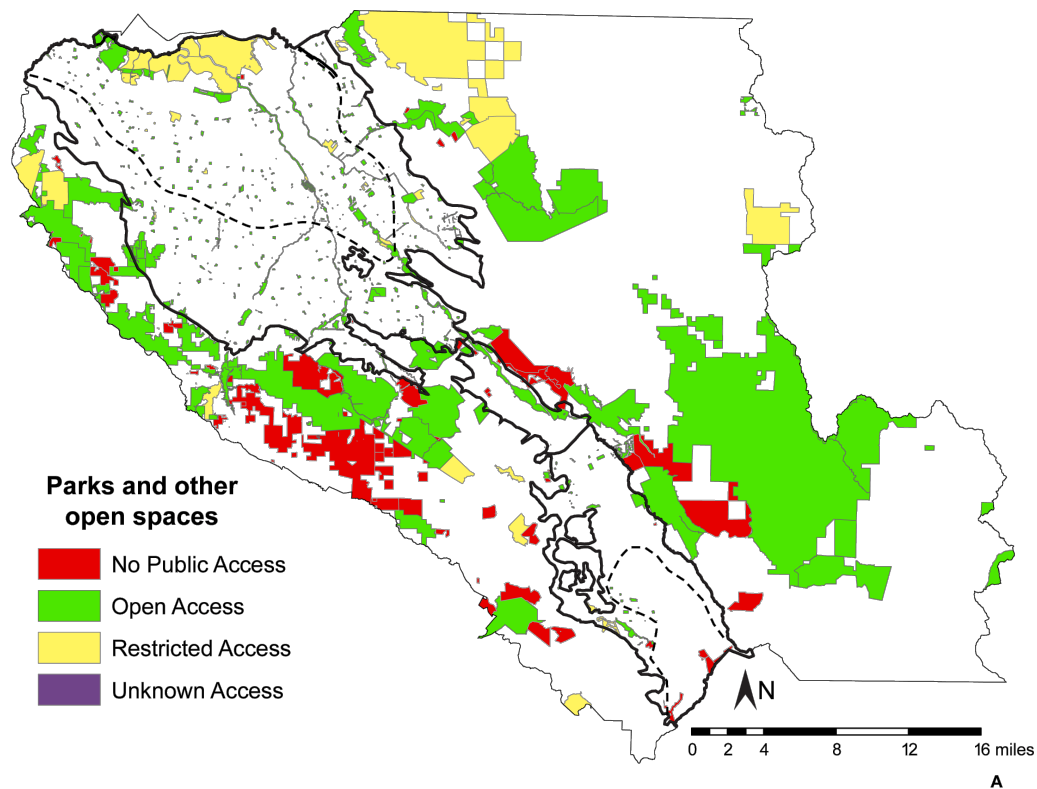 Parks and other
open spaces
No Public Access
Open Access
Restricted Access
Unknown Access
N
0 2 4 8 12 16 miles
A